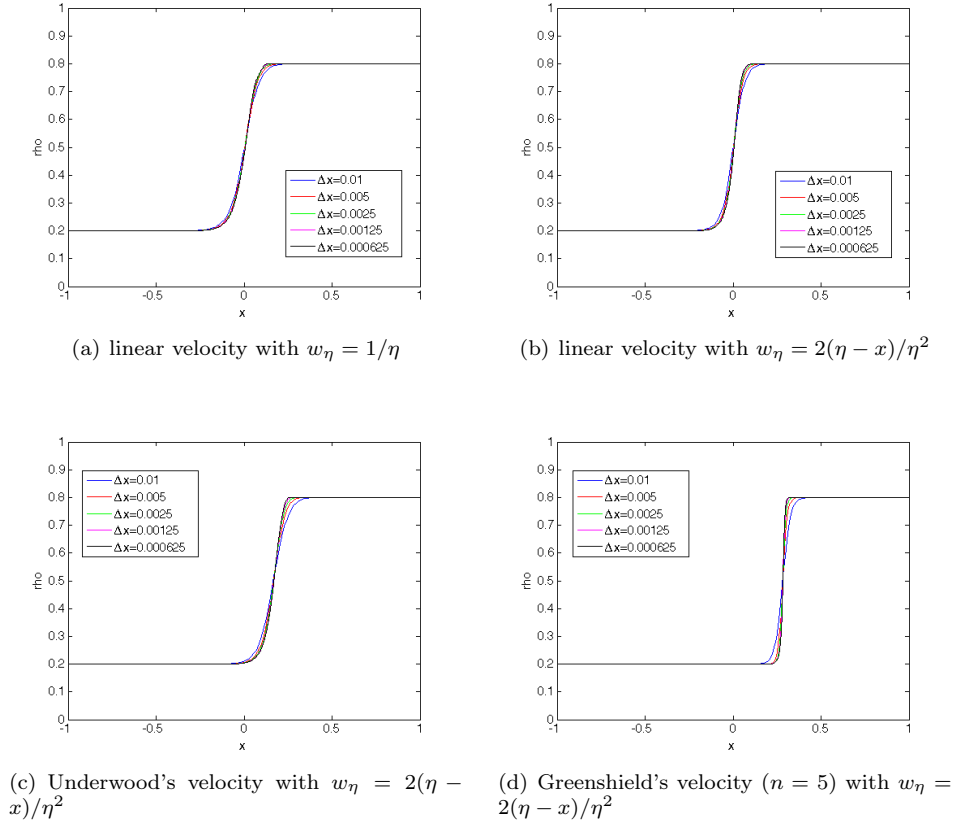 1
0.9
0.8
0.7
0.6
0.5
0.4
0.3
0.2
0.1
0
rho
-1
-0.5
0
0.5
1
x
Δx=0.01
Δx=0.005
Δx=0.0025
Δx=0.00125
Δx=0.000625
(a) linear velocity with w_η = 1/η
1
0.9
0.8
0.7
0.6
0.5
0.4
0.3
0.2
0.1
0
rho
-1
-0.5
0
0.5
1
x
Δx=0.01
Δx=0.005
Δx=0.0025
Δx=0.00125
Δx=0.000625
(b) linear velocity with w_η = 2(η − x)/η²
1
0.9
0.8
0.7
0.6
0.5
0.4
0.3
0.2
0.1
0
rho
-1
-0.5
0
0.5
1
x
Δx=0.01
Δx=0.005
Δx=0.0025
Δx=0.00125
Δx=0.000625
(c) Underwood's velocity with w_η = 2(η −
x)/η²
1
0.9
0.8
0.7
0.6
0.5
0.4
0.3
0.2
0.1
0
rho
-1
-0.5
0
0.5
1
x
Δx=0.01
Δx=0.005
Δx=0.0025
Δx=0.00125
Δx=0.000625
(d) Greenshield's velocity (n = 5) with w_η =
2(η − x)/η²